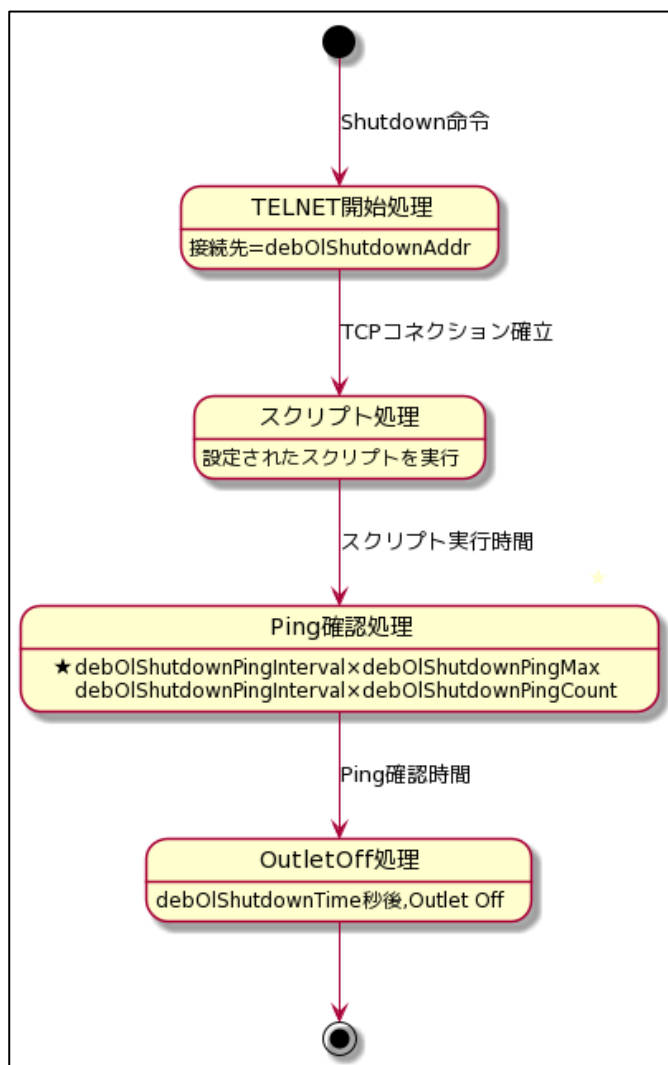 Shutdown命令
TELNET開始処理
接続先=debOlShutdownAddr
TCPコネクション確立
スクリプト処理
設定されたスクリプトを実行
スクリプト実行時間
★
Ping確認処理
★debOlShutdownPingInterval×debOlShutdownPingMax
debOlShutdownPingInterval×debOlShutdownPingCount
Ping確認時間
OutletOff処理
debOlShutdownTime秒後,Outlet Off